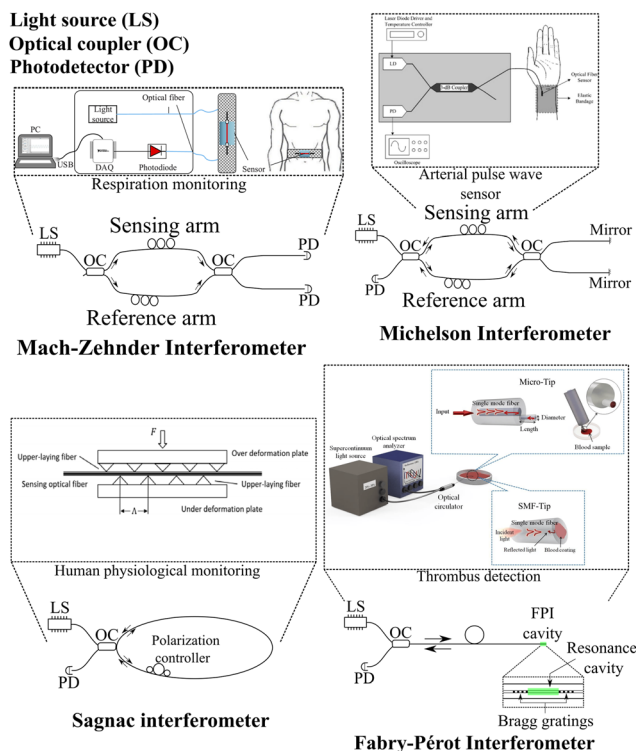 Light source (LS)
Optical coupler (OC)
Photodetector (PD)
PC
USB
Light
source
Optical fiber
DAQ
Photodiode
Sensor
Respiration monitoring
LS
OC
Sensing arm
Reference arm
OC
PD
PD
Mach-Zehnder Interferometer
Laser Diode Driver and
Temperature Controller
LD
PD
3-dB Coupler
Oscilloscope
Optical Fiber
Sensor
Elastic
Bandage
Arterial pulse wave
sensor
LS
PD
OC
Sensing arm
Reference arm
OC
Mirror
Mirror
Michelson Interferometer
F
Upper-laying fiber
Over deformation plate
Sensing optical fiber
Upper-laying fiber
Λ
Under deformation plate
Human physiological monitoring
LS
OC
PD
Polarization
controller
Sagnac interferometer
Micro-Tip
Single mode fiber
Input
Diameter
Length
Blood sample
Supercontinuum
light source
Optical spectrum
analyzer
Optical
circulator
SMF-Tip
Single mode fiber
Incident
light
Reflected light
Blood coating
Thrombus detection
LS
OC
PD
FPI
cavity
Resonance
cavity
Bragg gratings
Fabry-Pérot Interferometer